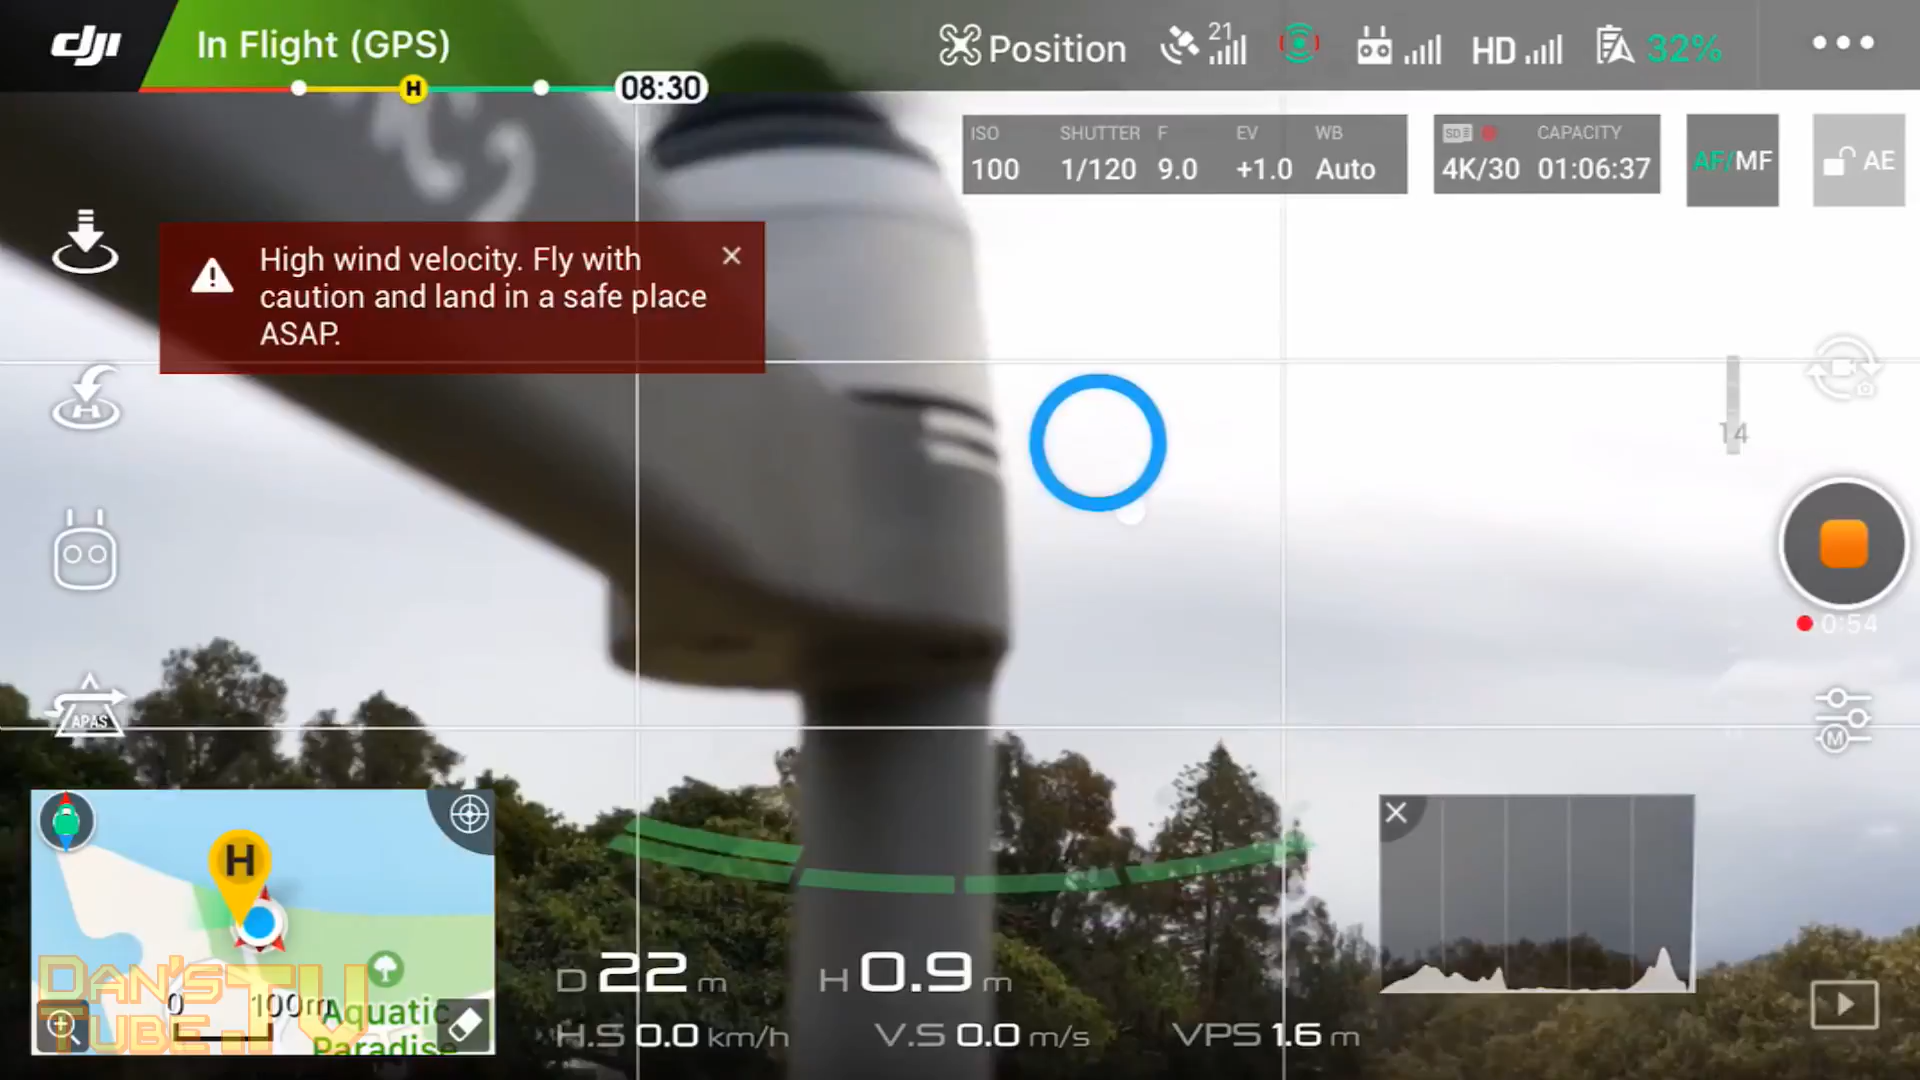 dji
In Flight (GPS)
Position
21
HD
32%
H
08:30
ISO SHUTTER F EV WB
100 1/120 9.0 +1.0 Auto
SD CAPACITY
4K/30 01:06:37
AF/MF
AE
High wind velocity. Fly with
caution and land in a safe place
ASAP.
H
14
0:54
APAS
M
H
0 100m
Aquatic
Paradise
DAN'S
TUBE.TV
D 22 m H 0.9 m
H.S 0.0 km/h V.S 0.0 m/s VPS 1.6 m